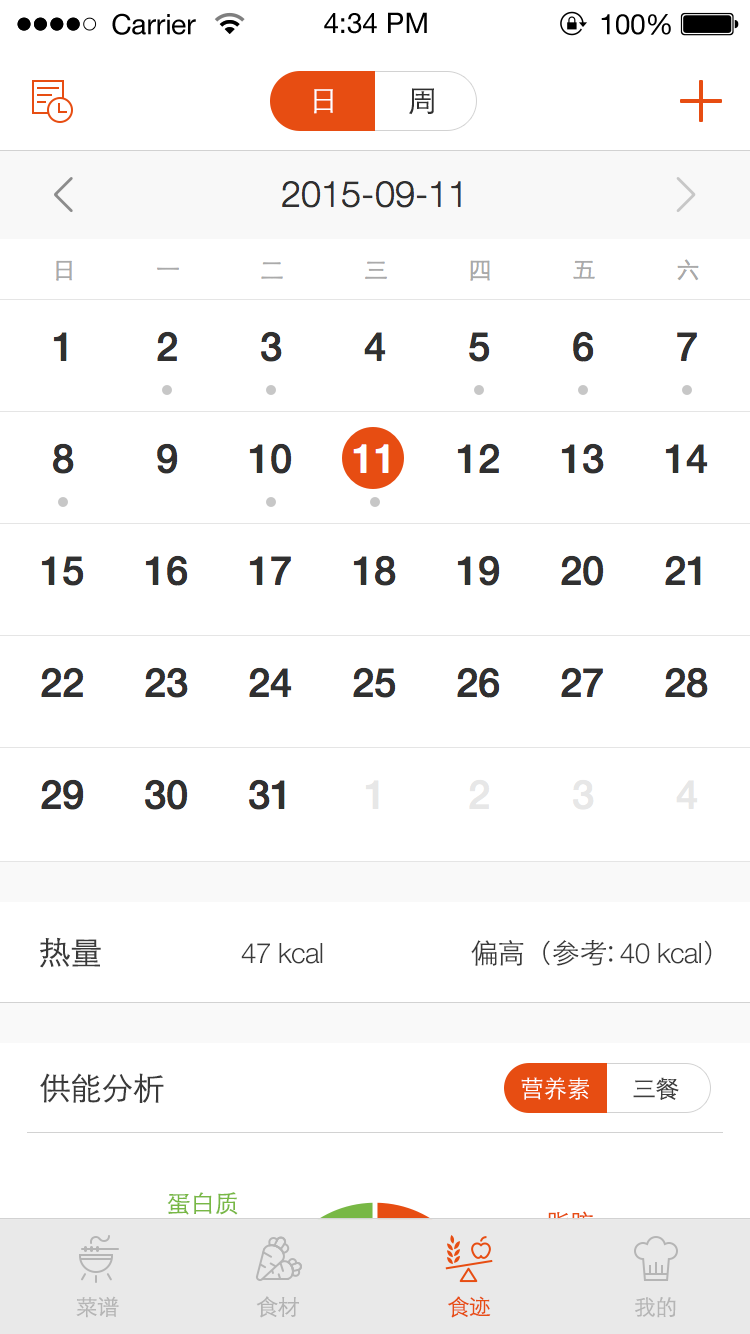 Carrier 4:34 PM 100%
日 周
2015-09-11
日 一 二 三 四 五 六
1 2 3 4 5 6 7
8 9 10 11 12 13 14
15 16 17 18 19 20 21
22 23 24 25 26 27 28
29 30 31 1 2 3 4
热量 47 kcal 偏高（参考: 40 kcal）
供能分析 营养素 三餐
蛋白质
菜谱 食材 食迹 我的